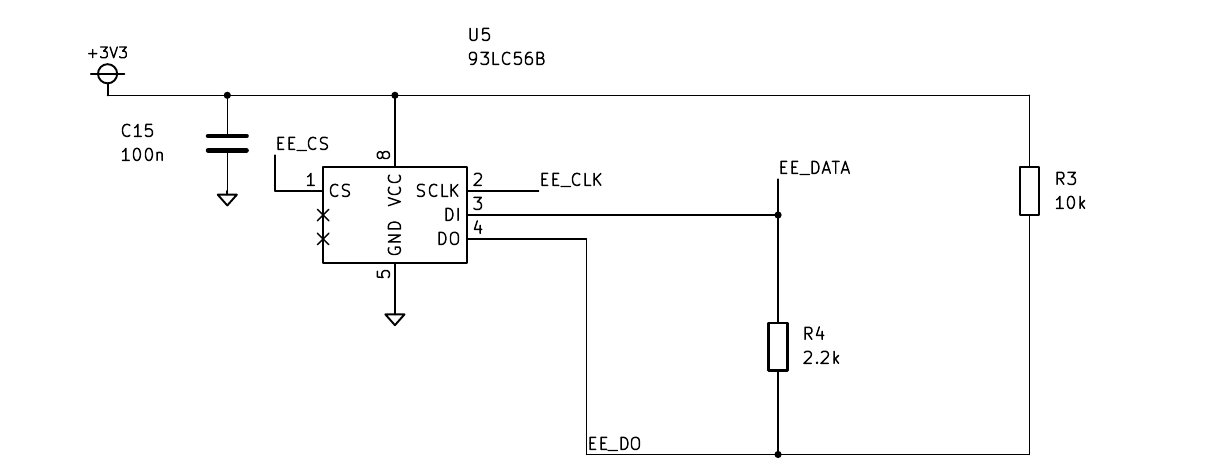 U5
93LC56B
+3V3
C15
100n
EE_CS
8
1
CS
VCC
SCLK
2
EE_CLK
EE_DATA
DI
3
GND
DO
4
5
R3
10k
R4
2.2k
EE_DO